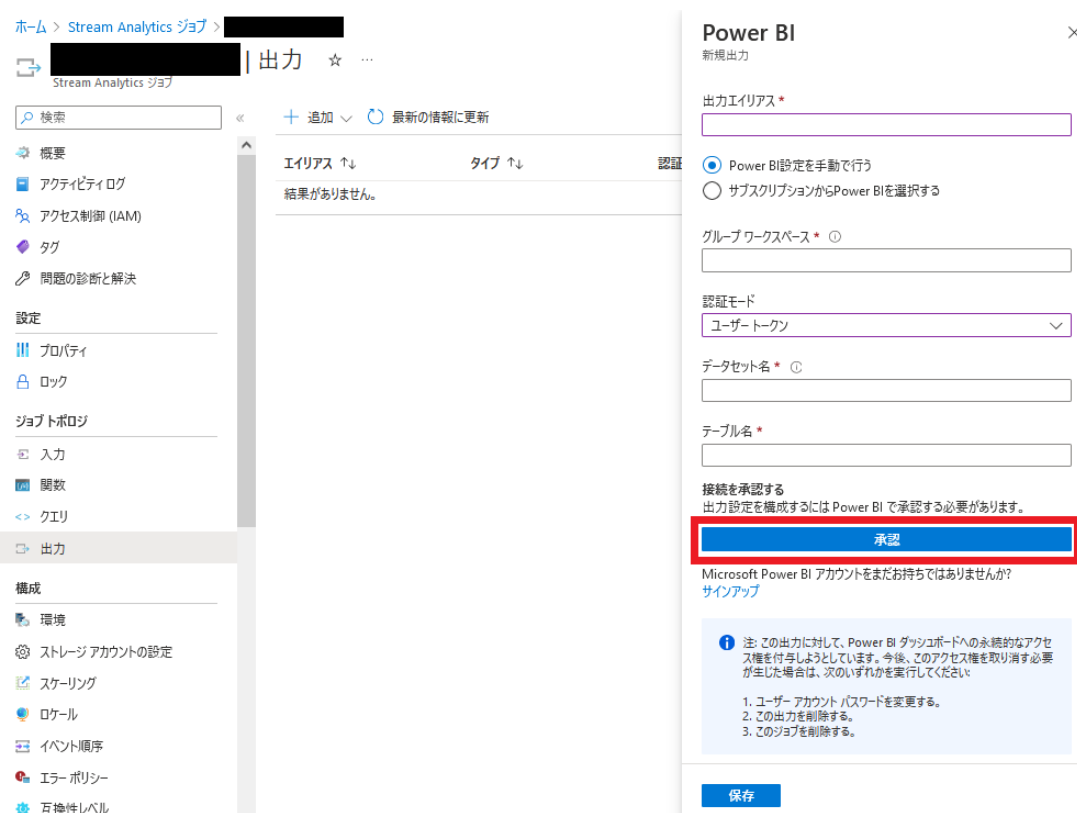 ホーム > Stream Analytics ジョブ >
| 出力 ☆ …
Stream Analytics ジョブ
検索
«
概要
アクティビティ ログ
アクセス制御 (IAM)
タグ
問題の診断と解決
設定
プロパティ
ロック
ジョブ トポロジ
入力
関数
クエリ
出力
構成
環境
ストレージ アカウントの設定
スケーリング
ロケール
イベント順序
エラー ポリシー
互換性レベル
+ 追加 最新の情報に更新
エイリアス ↑↓ タイプ ↑↓ 認証
結果がありません。
Power BI
新規出力
出力エイリアス *
Power BI設定を手動で行う
サブスクリプションからPower BIを選択する
グループ ワークスペース *
認証モード
ユーザー トークン
データセット名 *
テーブル名 *
接続を承認する
出力設定を構成するには Power BI で承認する必要があります。
承認
Microsoft Power BI アカウントをまだお持ちではありませんか?
サインアップ
注: この出力に対して、Power BI ダッシュボードへの永続的なアクセ
ス権を付与しようとしています。今後、このアクセス権を取り消す必要
が生じた場合は、次のいずれかを実行してください:
1. ユーザー アカウント パスワードを変更する。
2. この出力を削除する。
3. このジョブを削除する。
保存